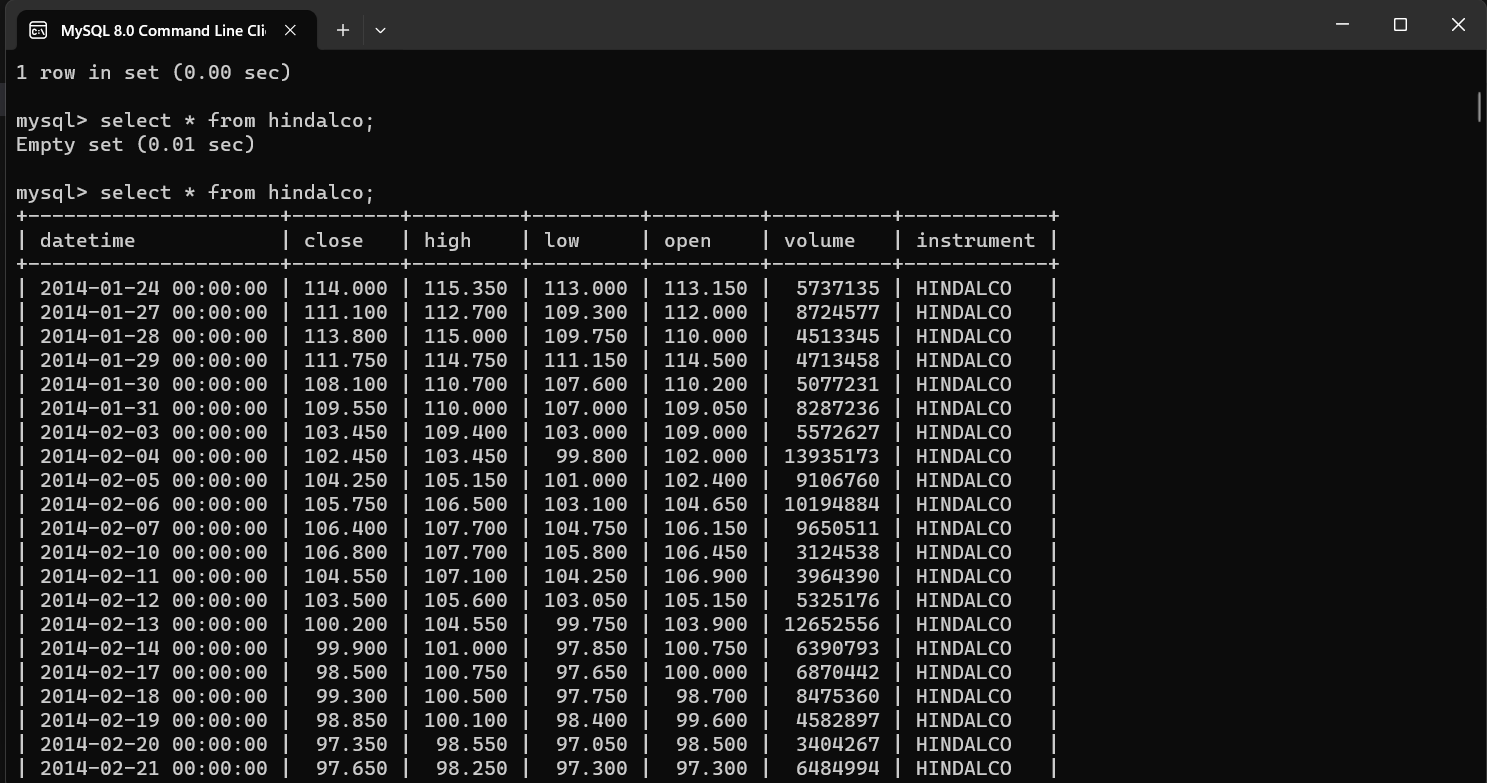 MySQL 8.0 Command Line Cli
1 row in set (0.00 sec)
mysql> select * from hindalco;
Empty set (0.01 sec)
mysql> select * from hindalco;
+---------------------+---------+---------+---------+---------+----------+------------+
| datetime            | close   | high    | low     | open    | volume   | instrument |
+---------------------+---------+---------+---------+---------+----------+------------+
| 2014-01-24 00:00:00 | 114.000 | 115.350 | 113.000 | 113.150 |  5737135 | HINDALCO   |
| 2014-01-27 00:00:00 | 111.100 | 112.700 | 109.300 | 112.000 |  8724577 | HINDALCO   |
| 2014-01-28 00:00:00 | 113.800 | 115.000 | 109.750 | 110.000 |  4513345 | HINDALCO   |
| 2014-01-29 00:00:00 | 111.750 | 114.750 | 111.150 | 114.500 |  4713458 | HINDALCO   |
| 2014-01-30 00:00:00 | 108.100 | 110.700 | 107.600 | 110.200 |  5077231 | HINDALCO   |
| 2014-01-31 00:00:00 | 109.550 | 110.000 | 107.000 | 109.050 |  8287236 | HINDALCO   |
| 2014-02-03 00:00:00 | 103.450 | 109.400 | 103.000 | 109.000 |  5572627 | HINDALCO   |
| 2014-02-04 00:00:00 | 102.450 | 103.450 |  99.800 | 102.000 | 13935173 | HINDALCO   |
| 2014-02-05 00:00:00 | 104.250 | 105.150 | 101.000 | 102.400 |  9106760 | HINDALCO   |
| 2014-02-06 00:00:00 | 105.750 | 106.500 | 103.100 | 104.650 | 10194884 | HINDALCO   |
| 2014-02-07 00:00:00 | 106.400 | 107.700 | 104.750 | 106.150 |  9650511 | HINDALCO   |
| 2014-02-10 00:00:00 | 106.800 | 107.700 | 105.800 | 106.450 |  3124538 | HINDALCO   |
| 2014-02-11 00:00:00 | 104.550 | 107.100 | 104.250 | 106.900 |  3964390 | HINDALCO   |
| 2014-02-12 00:00:00 | 103.500 | 105.600 | 103.050 | 105.150 |  5325176 | HINDALCO   |
| 2014-02-13 00:00:00 | 100.200 | 104.550 |  99.750 | 103.900 | 12652556 | HINDALCO   |
| 2014-02-14 00:00:00 |  99.900 | 101.000 |  97.850 | 100.750 |  6390793 | HINDALCO   |
| 2014-02-17 00:00:00 |  98.500 | 100.750 |  97.650 | 100.000 |  6870442 | HINDALCO   |
| 2014-02-18 00:00:00 |  99.300 | 100.500 |  97.750 |  98.700 |  8475360 | HINDALCO   |
| 2014-02-19 00:00:00 |  98.850 | 100.100 |  98.400 |  99.600 |  4582897 | HINDALCO   |
| 2014-02-20 00:00:00 |  97.350 |  98.550 |  97.050 |  98.500 |  3404267 | HINDALCO   |
| 2014-02-21 00:00:00 |  97.650 |  98.250 |  97.300 |  97.300 |  6484994 | HINDALCO   |